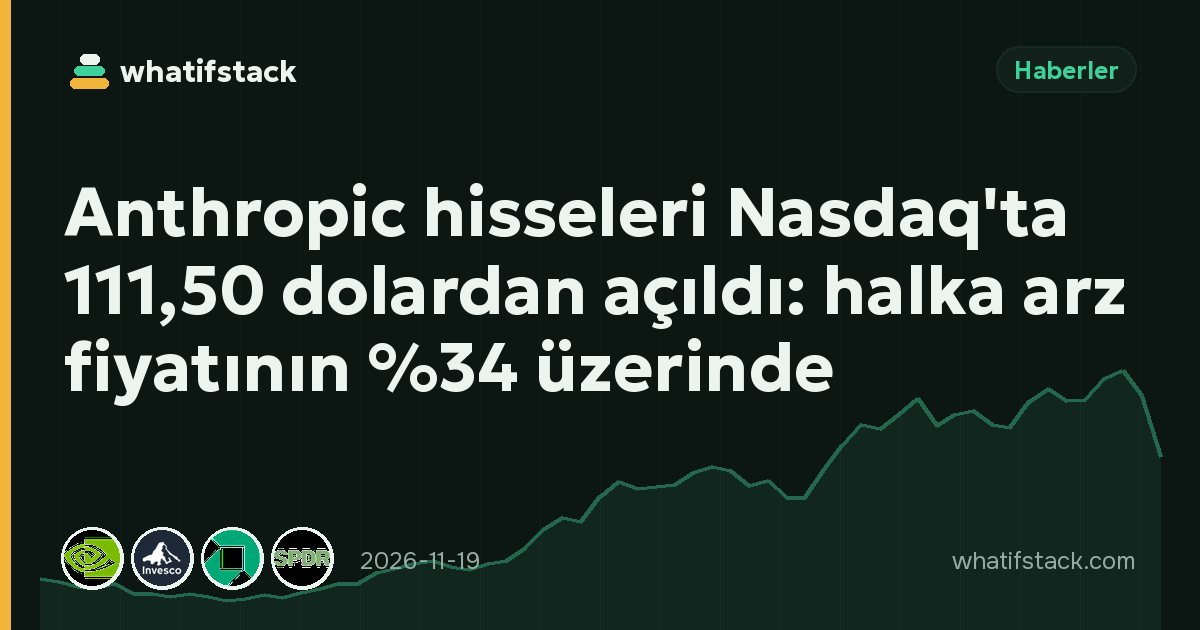 whatifstack
Haberler
Anthropic hisseleri Nasdaq'ta
111,50 dolardan açıldı: halka arz
fiyatının %34 üzerinde
Invesco
SPDR
2026-11-19
whatifstack.com